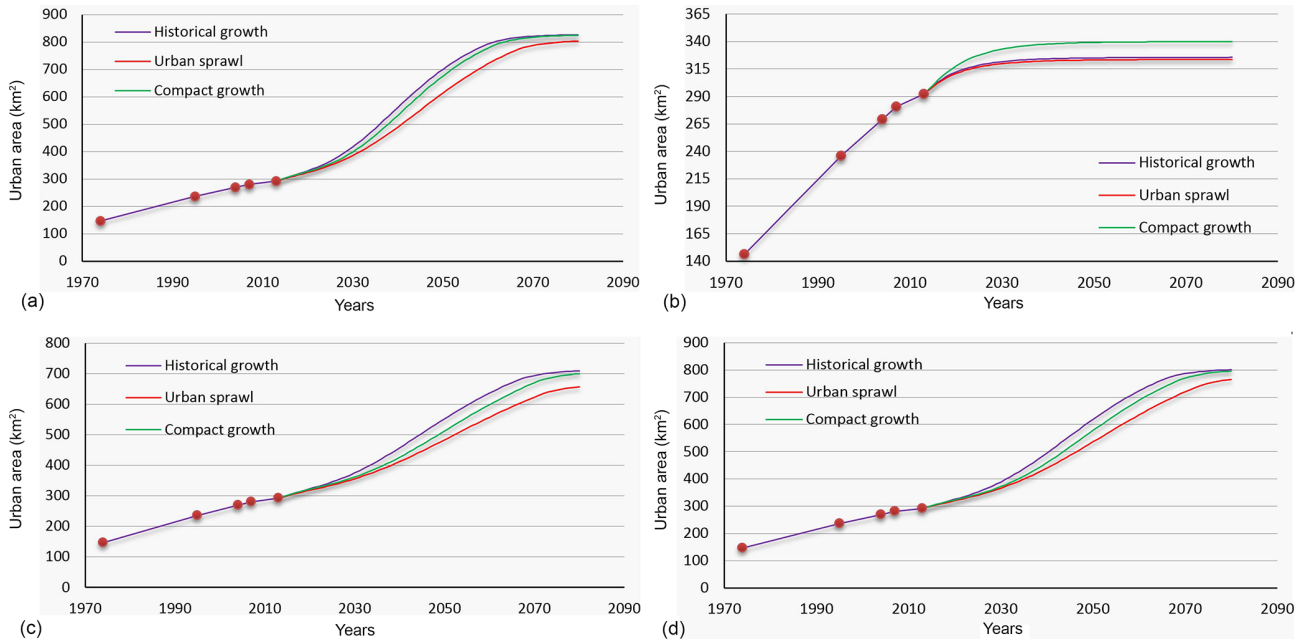 900
800
700
600
500
400
300
200
100
0
Urban area (km²)
Historical growth
Urban sprawl
Compact growth
1970 1990 2010 2030 2050 2070 2090
Years
(a)
365
340
315
290
265
240
215
190
165
140
Urban area (km²)
Historical growth
Urban sprawl
Compact growth
1970 1990 2010 2030 2050 2070 2090
Years
(b)
800
700
600
500
400
300
200
100
0
Urban area (km²)
Historical growth
Urban sprawl
Compact growth
1970 1990 2010 2030 2050 2070 2090
Years
(c)
900
800
700
600
500
400
300
200
100
0
Urban area (km²)
Historical growth
Urban sprawl
Compact growth
1970 1990 2010 2030 2050 2070 2090
Years
(d)